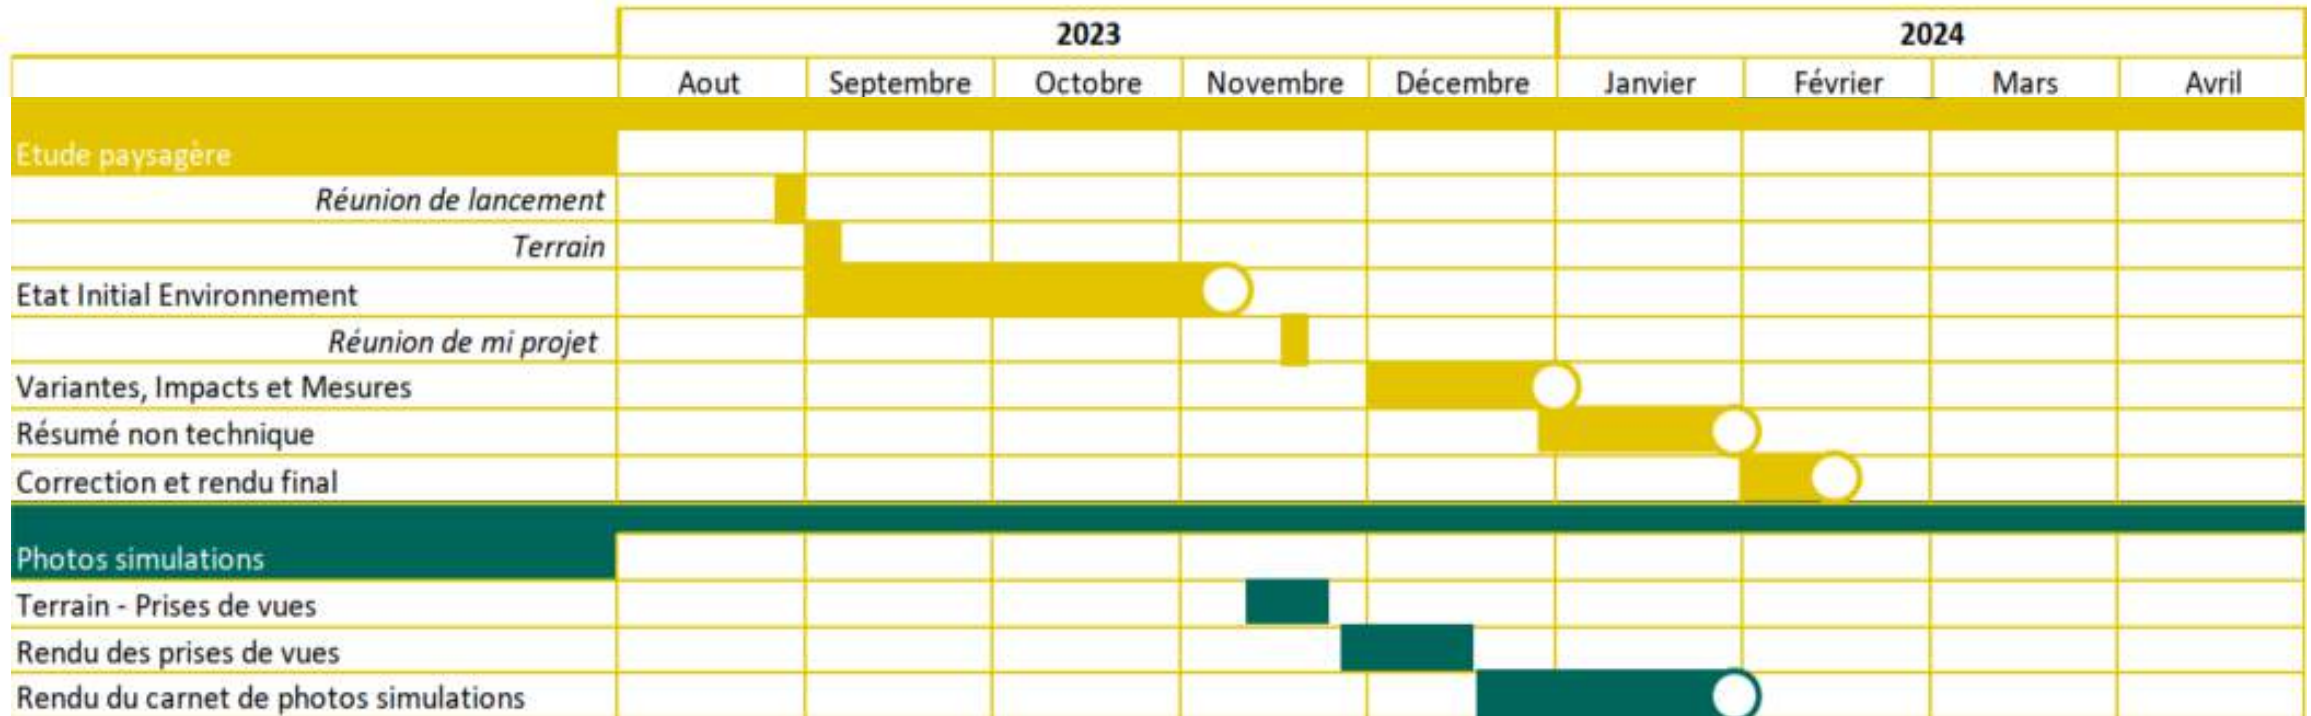 2023 2024
Aout Septembre Octobre Novembre Décembre Janvier Février Mars Avril
Etude paysagère
Réunion de lancement
Terrain
Etat Initial Environnement
Réunion de mi projet
Variantes, Impacts et Mesures
Résumé non technique
Correction et rendu final
Photos simulations
Terrain - Prises de vues
Rendu des prises de vues
Rendu du carnet de photos simulations